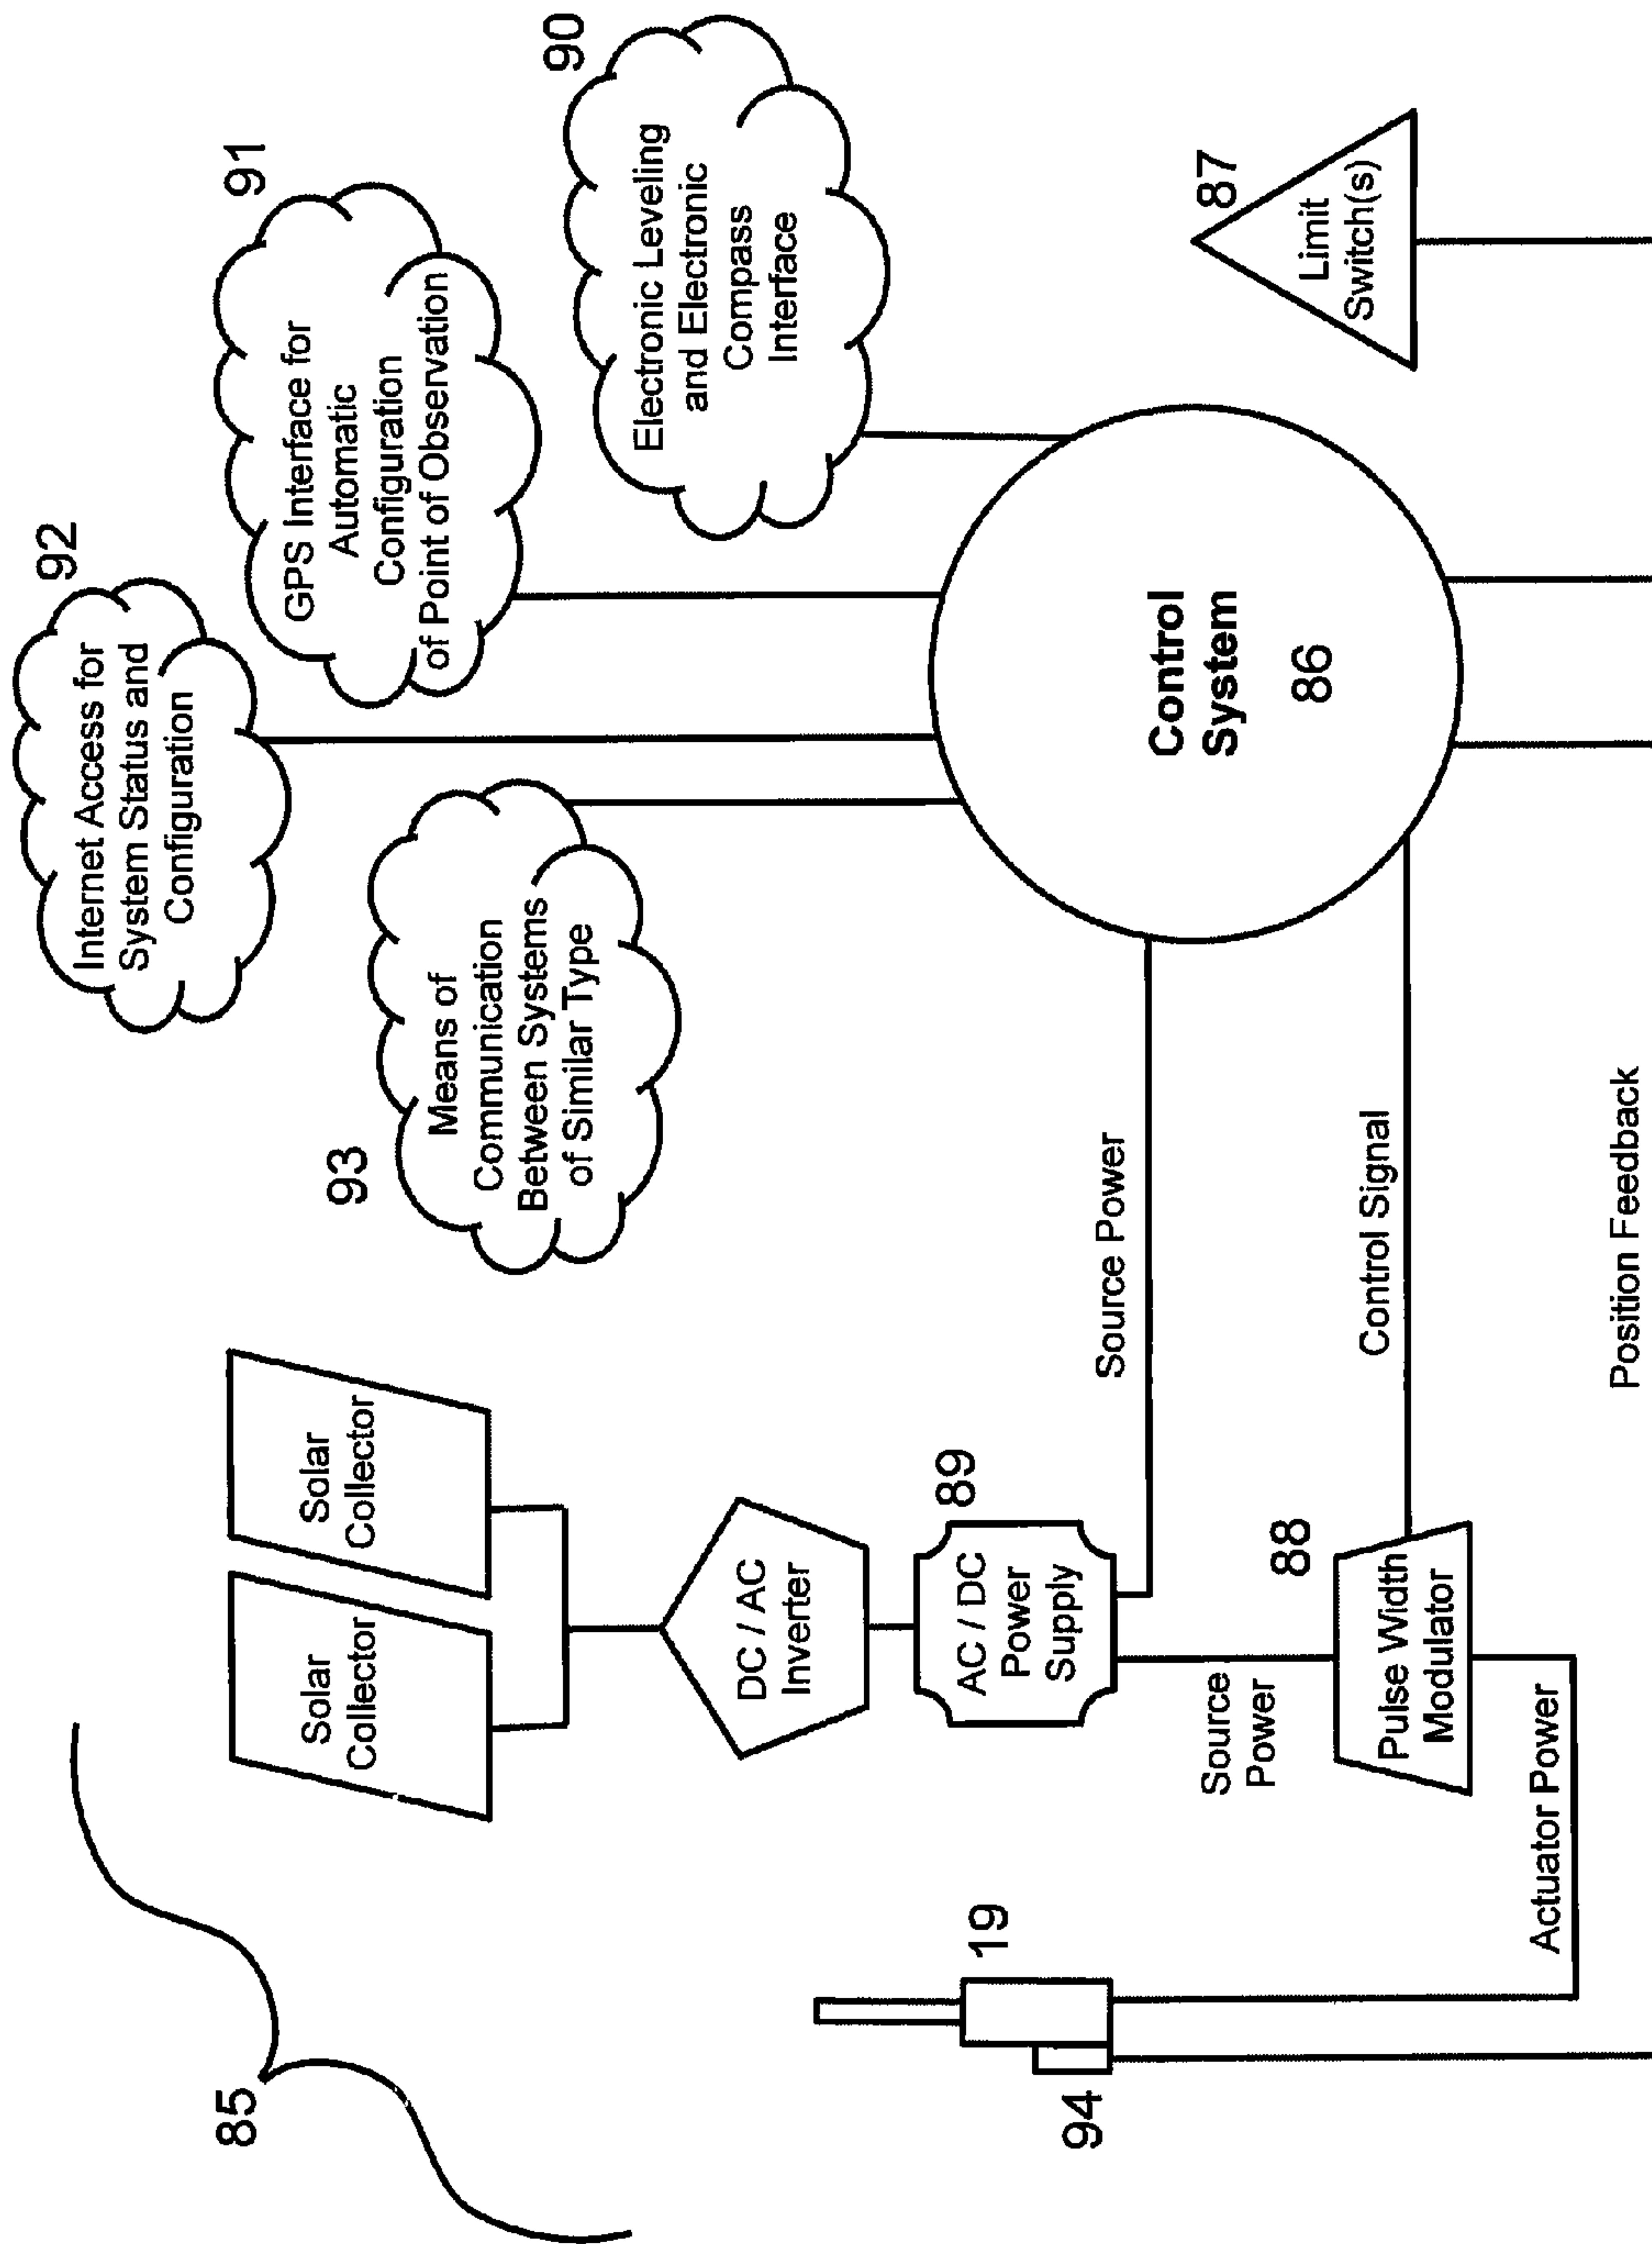 85
Solar
Collector
Solar
Collector
DC / AC
Inverter
AC / DC
Power
Supply
89
Source
Power
Source Power
88
Pulse Width
Modulator
Control Signal
Actuator Power
19
94
Position Feedback
93
Means of
Communication
Between Systems
of Similar Type
92
Internet Access for
System Status and
Configuration
91
GPS Interface for
Automatic
Configuration
of Point of Observation
90
Electronic Leveling
and Electronic
Compass
Interface
Control
System
86
87
Limit
Switch(s)